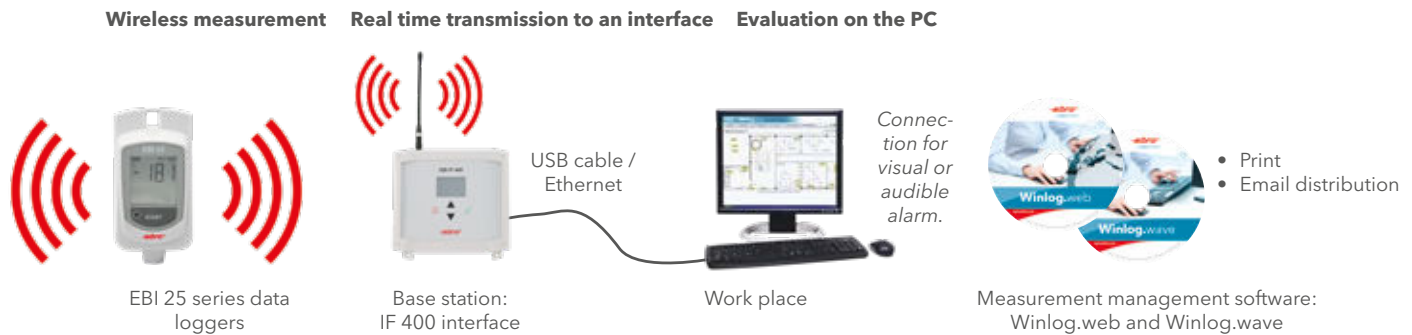 Wireless measurement
Real time transmission to an interface
Evaluation on the PC
EBI 25 series data
loggers
Base station:
IF 400 interface
USB cable /
Ethernet
Work place
Connec-
tion for
visual or
audible
alarm.
Winlog.web
Winlog.wave
• Print
• Email distribution
Measurement management software:
Winlog.web and Winlog.wave